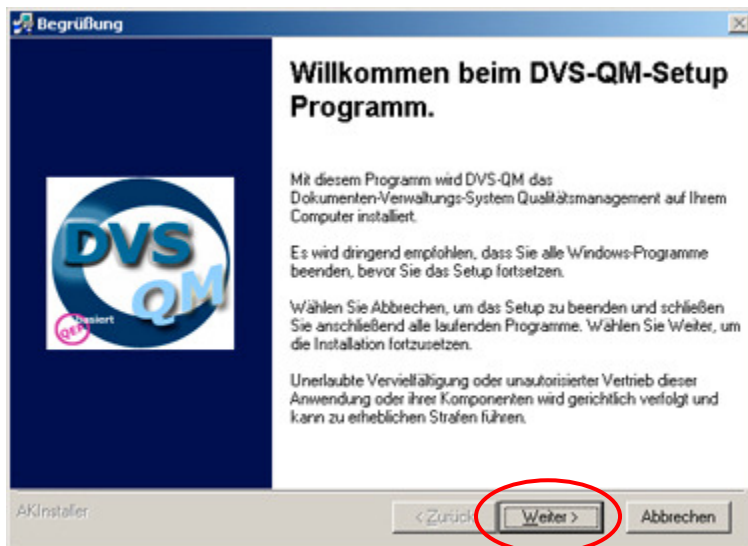 Begrüßung
Willkommen beim DVS-QM-Setup
Programm.
Mit diesem Programm wird DVS-QM das
Dokumenten-Verwaltungs-System Qualitätsmanagement auf Ihrem
Computer installiert.
Es wird dringend empfohlen, dass Sie alle Windows-Programme
beenden, bevor Sie das Setup fortsetzen.
Wählen Sie Abbrechen, um das Setup zu beenden und schließen
Sie anschließend alle laufenden Programme. Wählen Sie Weiter, um
die Installation fortzusetzen.
Unerlaubte Vervielfältigung oder unautorisierter Vertrieb dieser
Anwendung oder ihrer Komponenten wird gerichtlich verfolgt und
kann zu erheblichen Strafen führen.
DVS
QM
QEP basiert
AKInstaller
< Zurück
Weiter >
Abbrechen